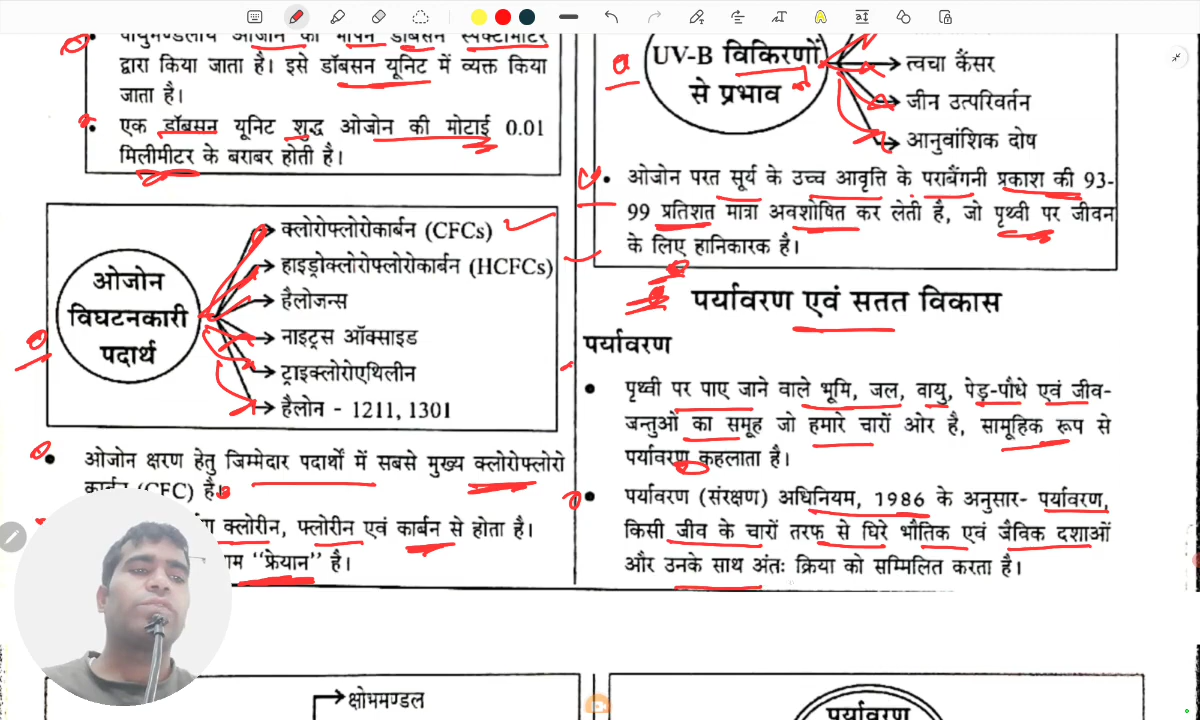 वायुमण्डलीय ओजोन का मापन डॉबसन स्पेक्टोमीटर
द्वारा किया जाता है। इसे डॉबसन यूनिट में व्यक्त किया
जाता है।
एक डॉबसन यूनिट शुद्ध ओजोन की मोटाई 0.01
मिलीमीटर के बराबर होती है।
ओजोन
विघटनकारी
पदार्थ
क्लोरोफ्लोरोकार्बन (CFCs)
हाइड्रोक्लोरोफ्लोरोकार्बन (HCFCs)
हैलोजन्स
नाइट्रस ऑक्साइड
ट्राइक्लोरोएथिलीन
हैलोन - 1211, 1301
ओजोन क्षरण हेतु जिम्मेदार पदार्थों में सबसे मुख्य क्लोरोफ्लोरो
कार्बन (CFC) है।
क्लोरीन, फ्लोरीन एवं कार्बन से होता है।
"फ्रेयान" है।
क्षोभमण्डल
UV-B विकिरणों
से प्रभाव
त्वचा कैंसर
जीन उत्परिवर्तन
आनुवांशिक दोष
ओजोन परत सूर्य के उच्च आवृत्ति के पराबैंगनी प्रकाश की 93-
99 प्रतिशत मात्रा अवशोषित कर लेती है, जो पृथ्वी पर जीवन
के लिए हानिकारक है।
पर्यावरण एवं सतत विकास
पर्यावरण
पृथ्वी पर पाए जाने वाले भूमि, जल, वायु, पेड़-पौधे एवं जीव-
जन्तुओं का समूह जो हमारे चारों ओर है, सामूहिक रूप से
पर्यावरण कहलाता है।
पर्यावरण (संरक्षण) अधिनियम, 1986 के अनुसार- पर्यावरण,
किसी जीव के चारों तरफ से घिरे भौतिक एवं जैविक दशाओं
और उनके साथ अंतः क्रिया को सम्मिलित करता है।
पर्यावरण